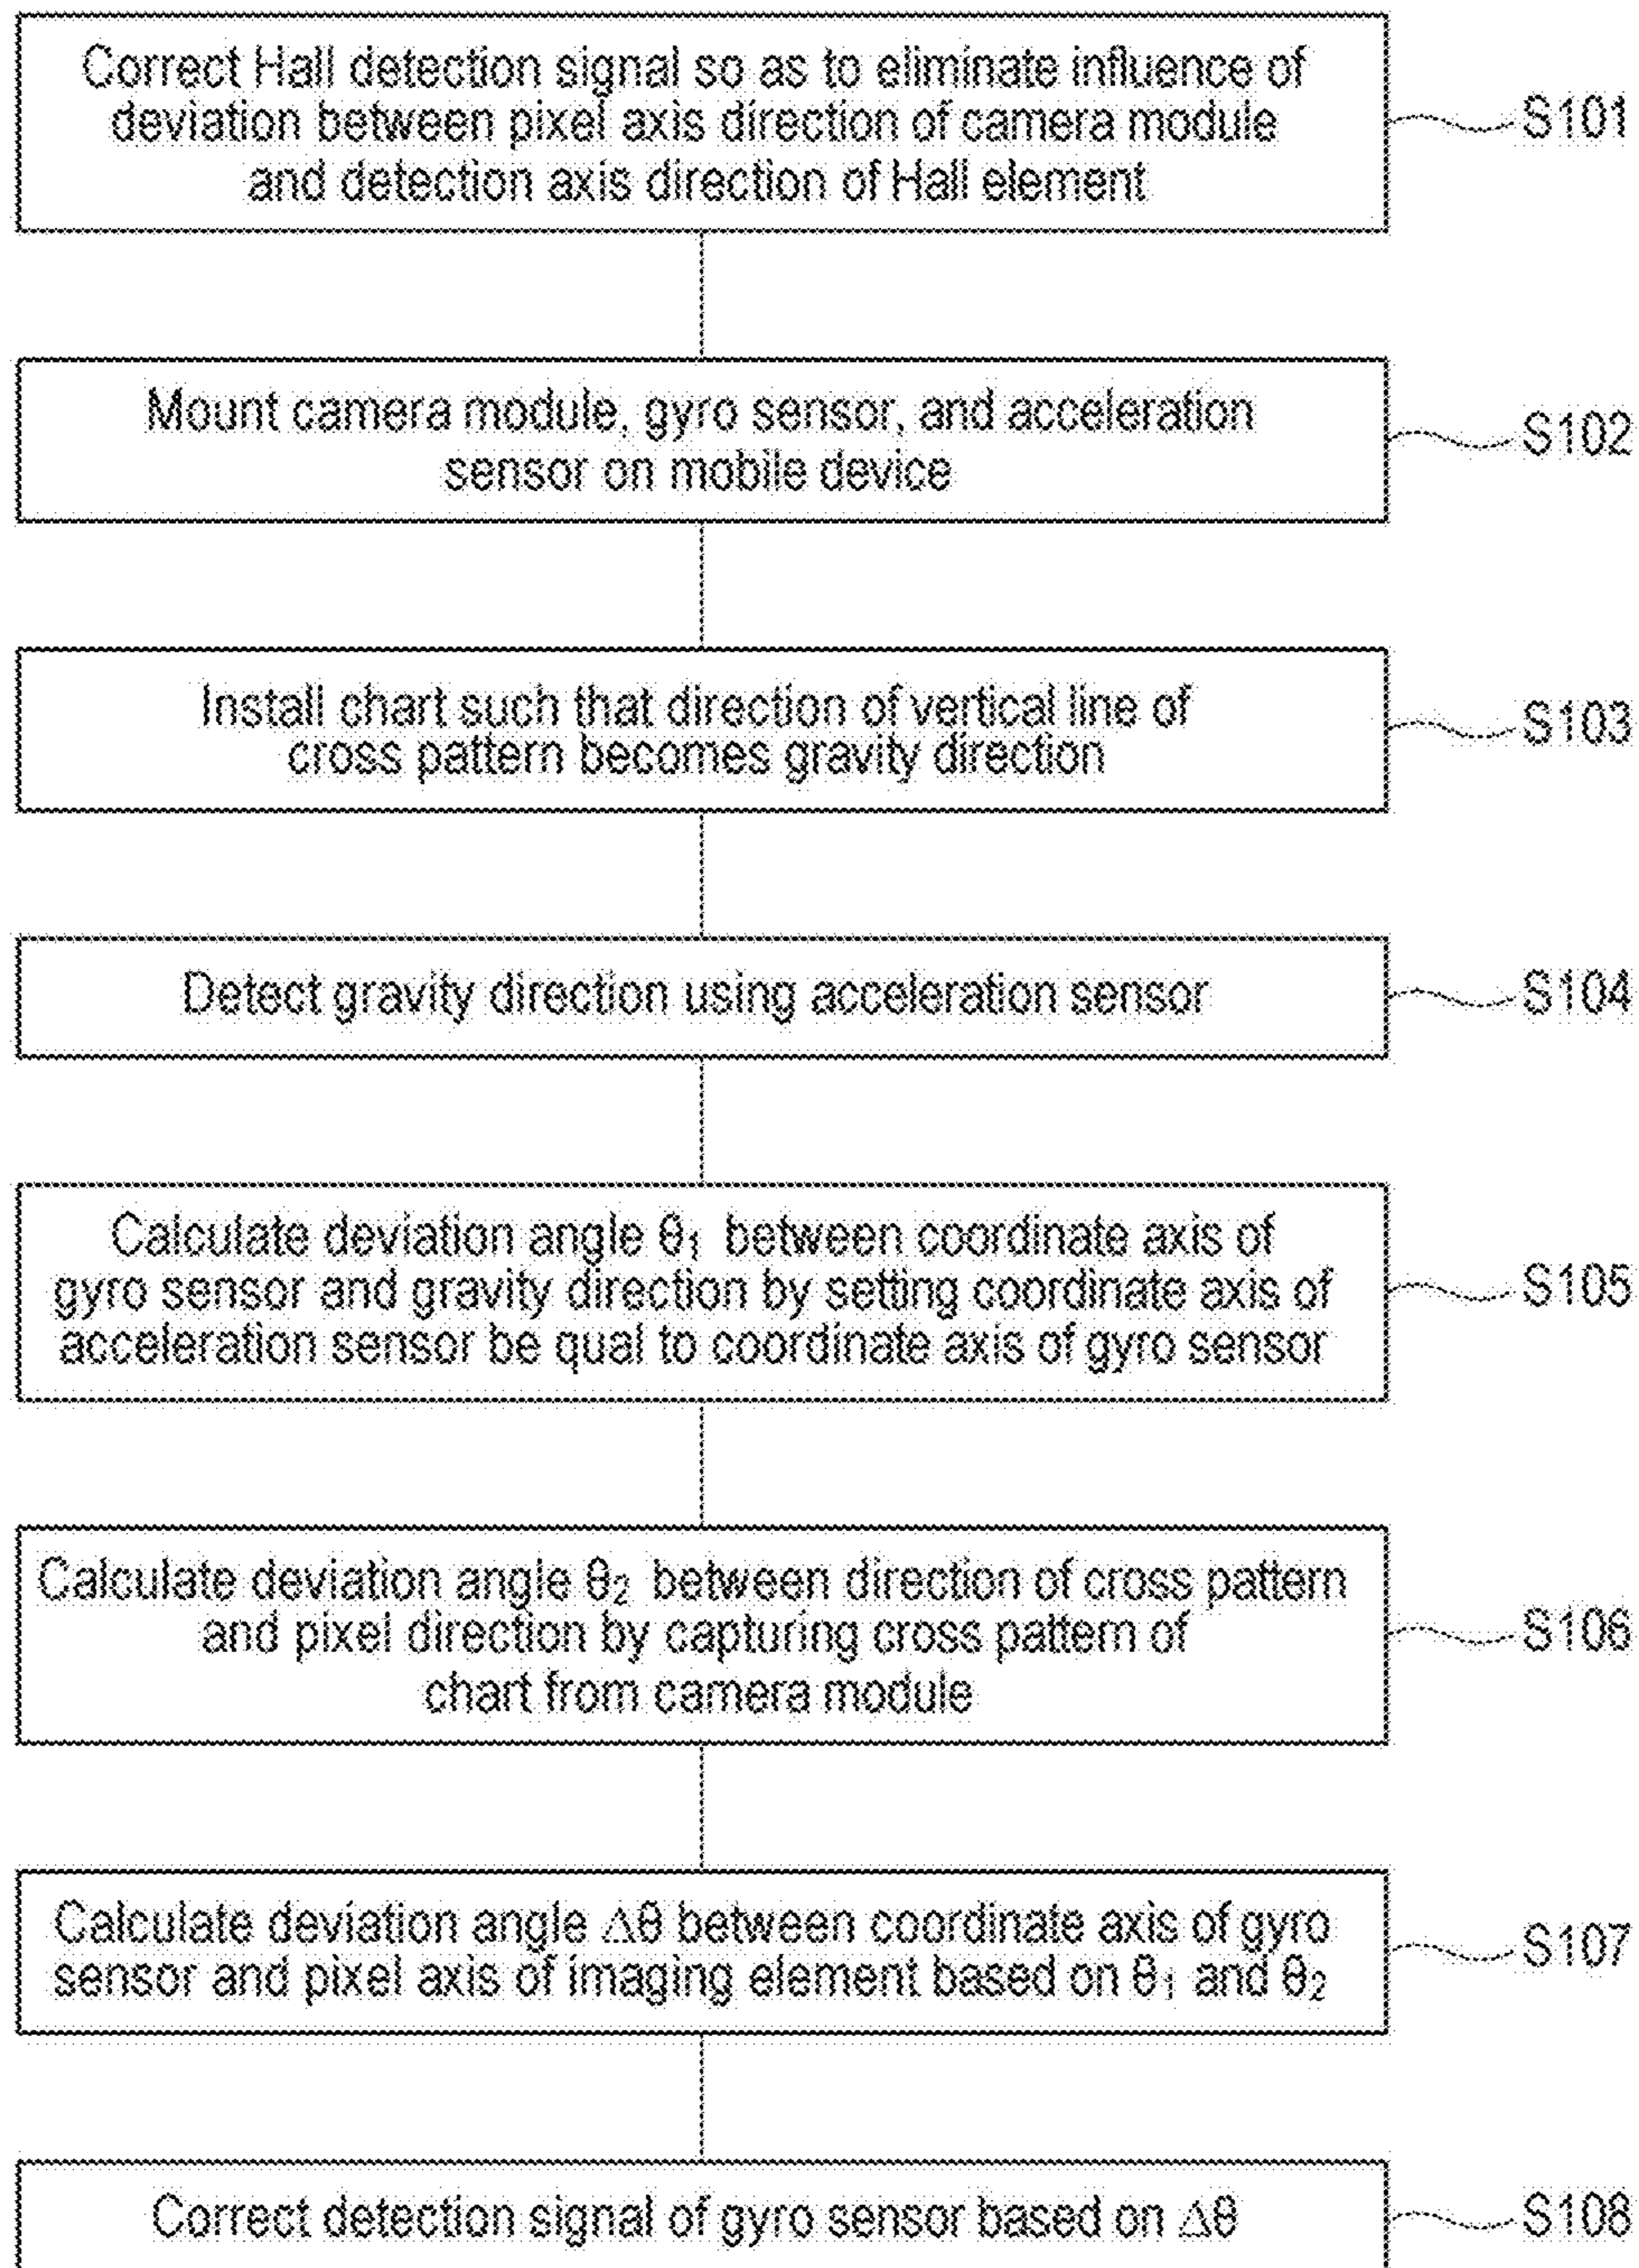 Correct Hall detection signal so as to eliminate influence of
deviation between pixel axis direction of camera module
and detection axis direction of Hall element
S101
Mount camera module, gyro sensor, and acceleration
sensor on mobile device
S102
Install chart such that direction of vertical line of
cross pattern becomes gravity direction
S103
Detect gravity direction using acceleration sensor
S104
Calculate deviation angle θ₁ between coordinate axis of
gyro sensor and gravity direction by setting coordinate axis of
acceleration sensor be qual to coordinate axis of gyro sensor
S105
Calculate deviation angle θ₂ between direction of cross pattern
and pixel direction by capturing cross pattern of
chart from camera module
S106
Calculate deviation angle Δθ between coordinate axis of gyro
sensor and pixel axis of imaging element based on θ₁ and θ₂
S107
Correct detection signal of gyro sensor based on Δθ
S108